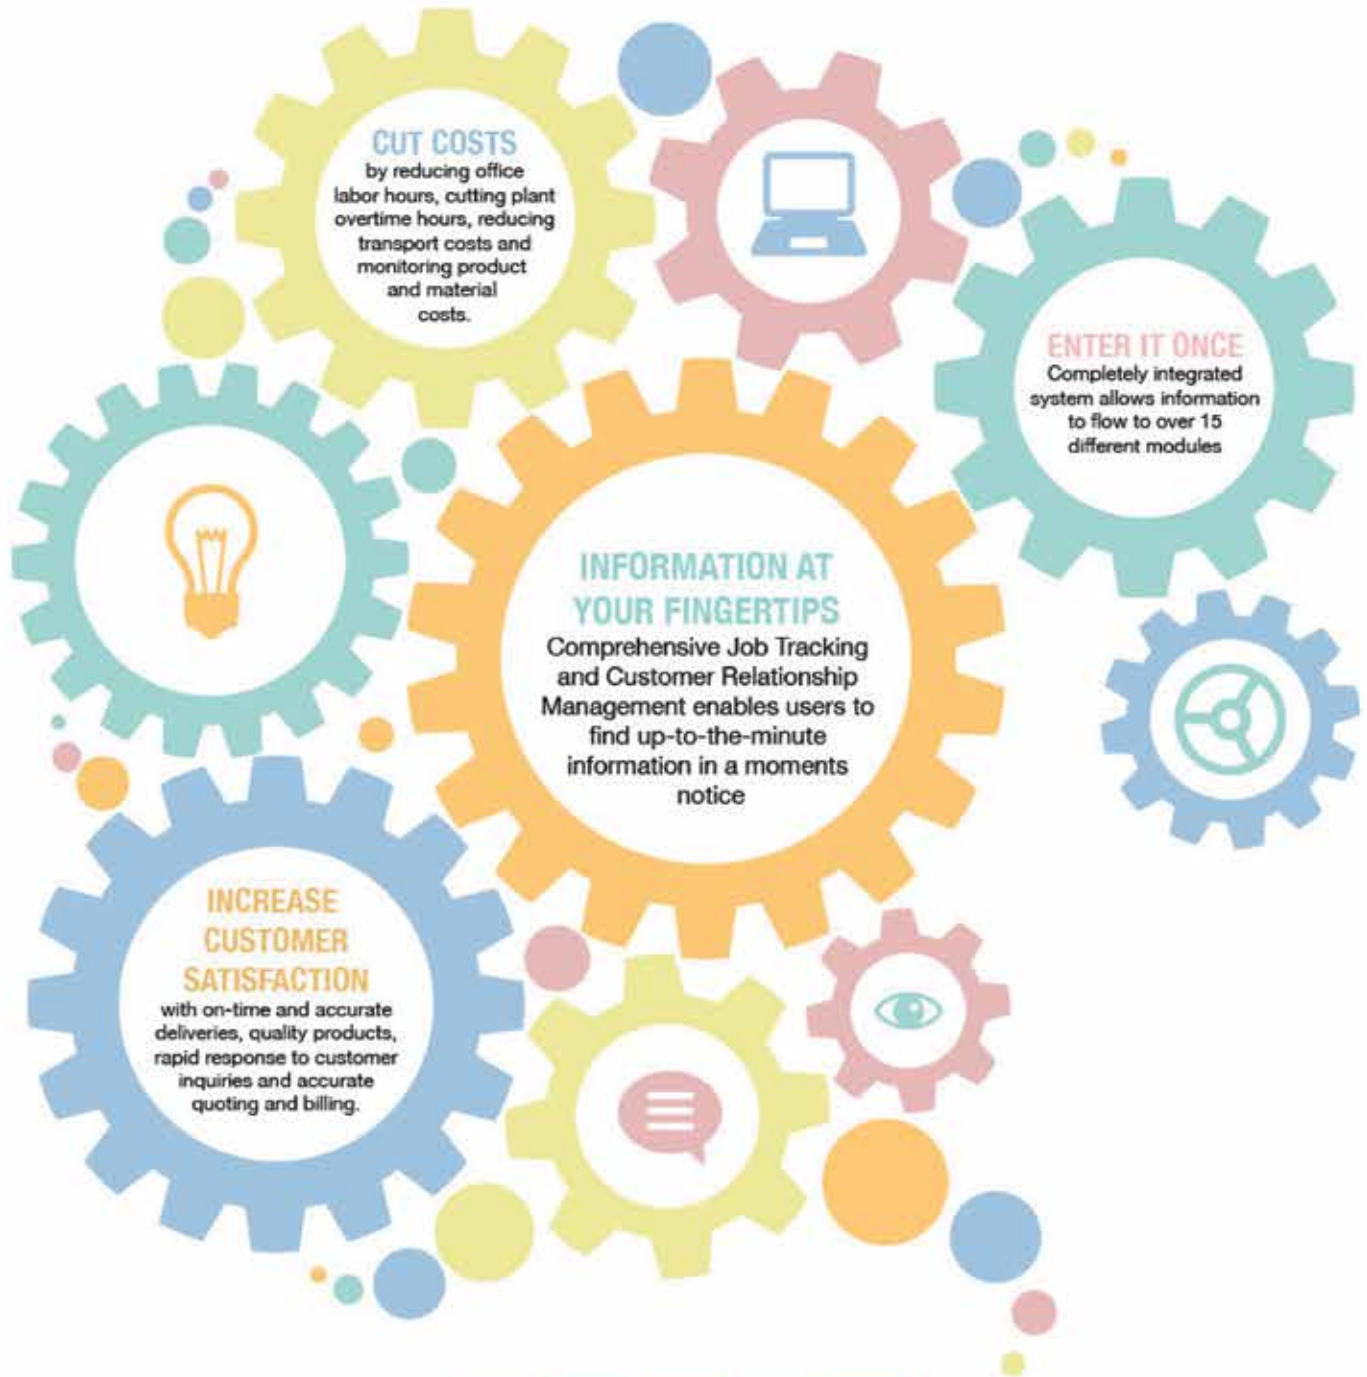 CUT COSTS
by reducing office
labor hours, cutting plant
overtime hours, reducing
transport costs and
monitoring product
and material
costs.
ENTER IT ONCE
Completely integrated
system allows information
to flow to over 15
different modules
INFORMATION AT
YOUR FINGERTIPS
Comprehensive Job Tracking
and Customer Relationship
Management enables users to
find up-to-the-minute
information in a moments
notice
INCREASE
CUSTOMER
SATISFACTION
with on-time and accurate
deliveries, quality products,
rapid response to customer
inquiries and accurate
quoting and billing.